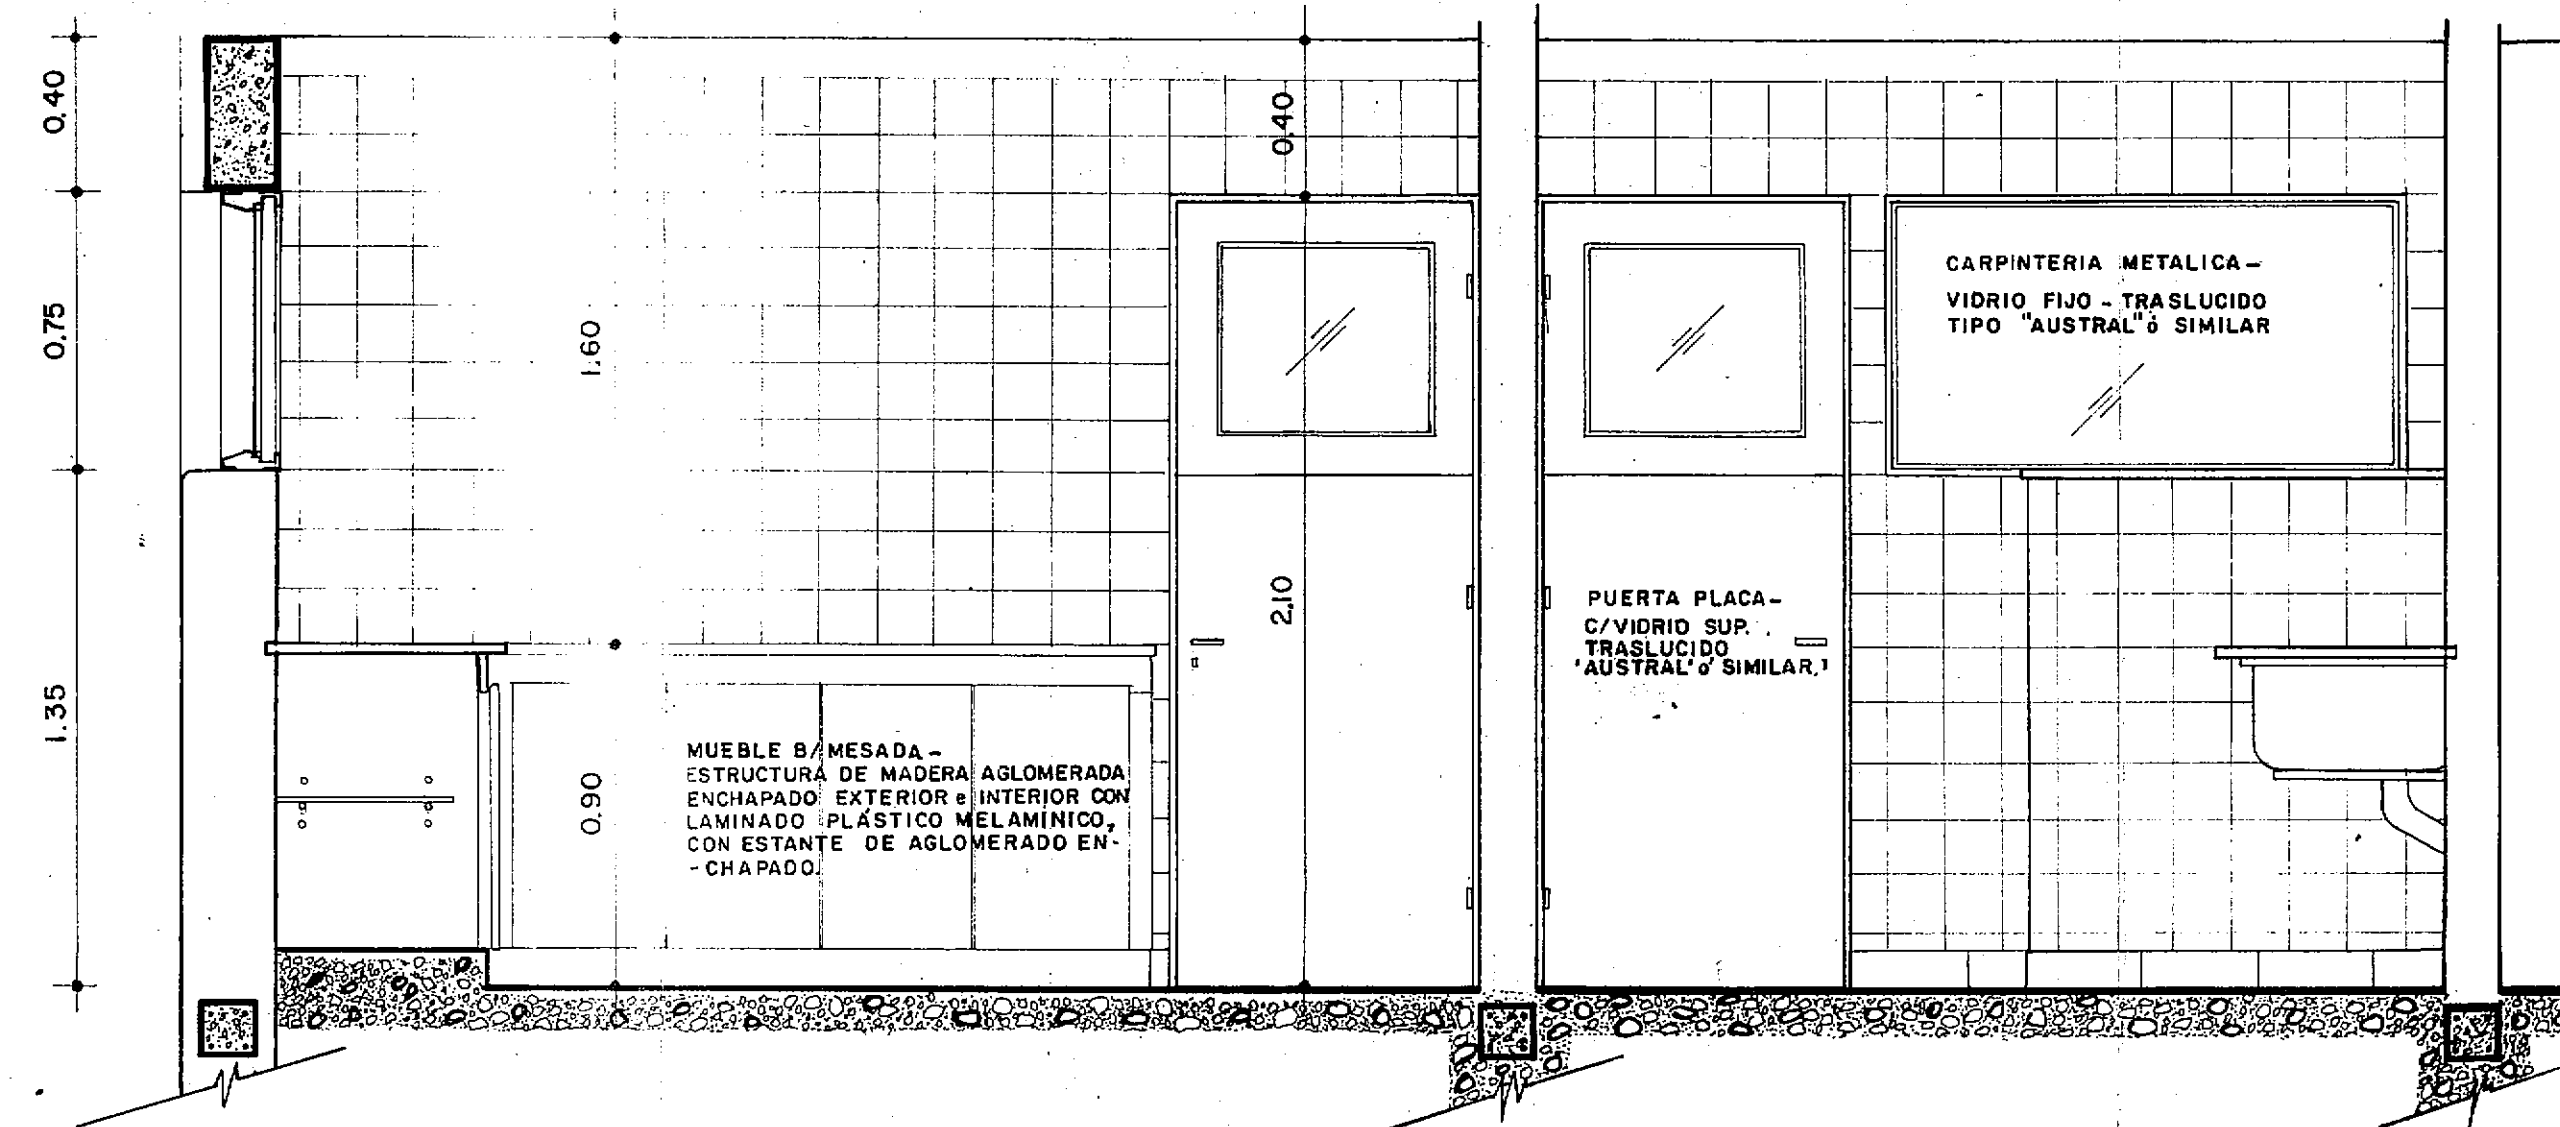 0.40
0.75
1.35
1.60
0.90
0.40
2.10
MUEBLE B/ MESADA –
ESTRUCTURA DE MADERA AGLOMERADA
ENCHAPADO EXTERIOR e INTERIOR CON
LAMINADO PLÁSTICO MELAMÍNICO,
CON ESTANTE DE AGLOMERADO EN-
-CHAPADO.
PUERTA PLACA–
C/VIDRIO SUP.
TRASLUCIDO
"AUSTRAL" ó SIMILAR.
CARPINTERIA METALICA –
VIDRIO FIJO – TRASLUCIDO
TIPO "AUSTRAL" ó SIMILAR